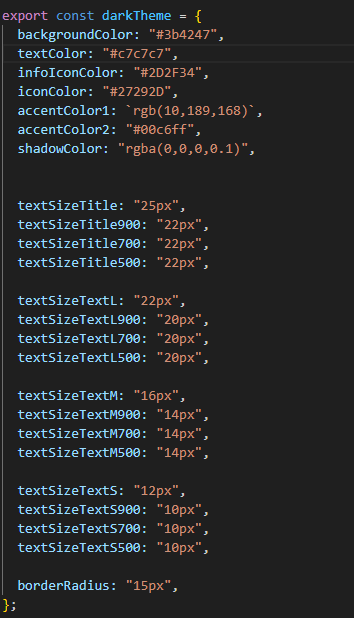 export const darkTheme = {
backgroundColor: "#3b4247",
textColor: "#c7c7c7",
infoIconColor: "#2D2F34",
iconColor: "#27292D",
accentColor1: `rgb(10,189,168)`,
accentColor2: "#00c6ff",
shadowColor: "rgba(0,0,0,0.1)",
textSizeTitle: "25px",
textSizeTitle900: "22px",
textSizeTitle700: "22px",
textSizeTitle500: "22px",
textSizeTextL: "22px",
textSizeTextL900: "20px",
textSizeTextL700: "20px",
textSizeTextL500: "20px",
textSizeTextM: "16px",
textSizeTextM900: "14px",
textSizeTextM700: "14px",
textSizeTextM500: "14px",
textSizeTextS: "12px",
textSizeTextS900: "10px",
textSizeTextS700: "10px",
textSizeTextS500: "10px",
borderRadius: "15px",
};